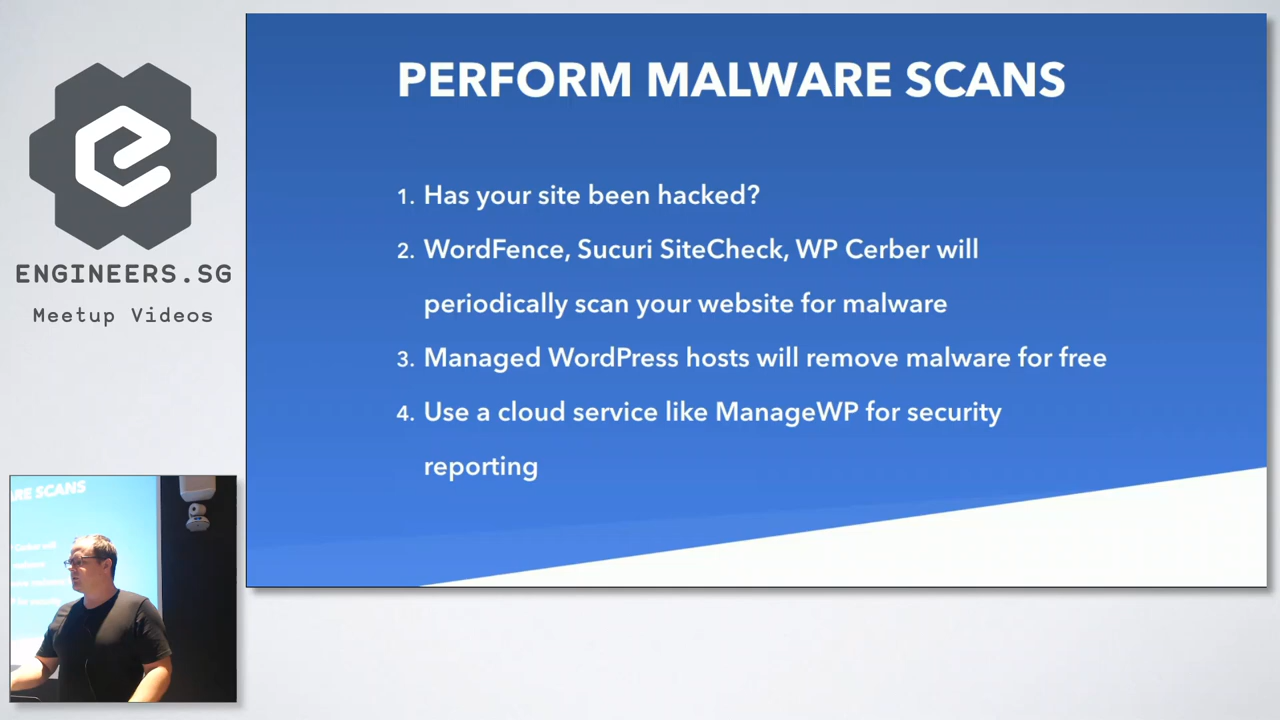 PERFORM MALWARE SCANS
1. Has your site been hacked?
2. WordFence, Sucuri SiteCheck, WP Cerber will
periodically scan your website for malware
3. Managed WordPress hosts will remove malware for free
4. Use a cloud service like ManageWP for security
reporting
ENGINEERS.SG
Meetup Videos
ARE SCANS